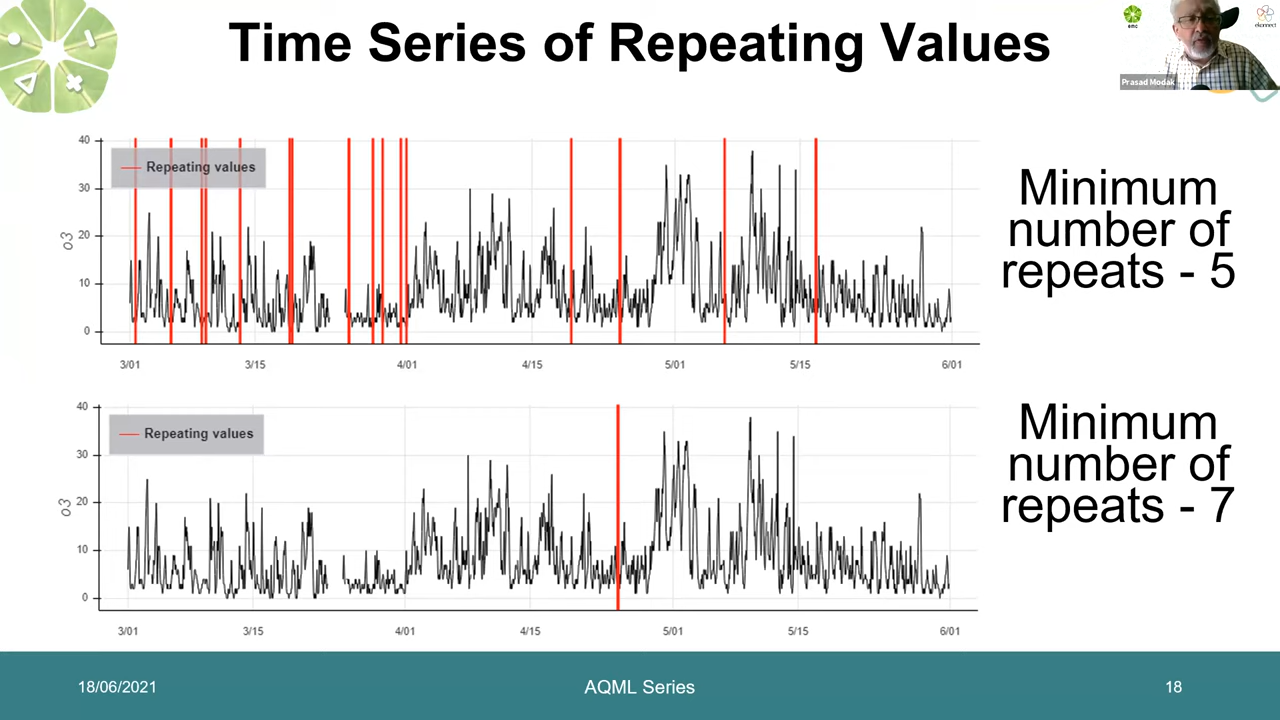 Time Series of Repeating Values
emc
ekonnect
Prasad Modak
40
30
20
10
0
o3
Repeating values
3/01
3/15
4/01
4/15
5/01
5/15
6/01
Minimum
number of
repeats - 5
40
30
20
10
0
o3
Repeating values
3/01
3/15
4/01
4/15
5/01
5/15
6/01
Minimum
number of
repeats - 7
18/06/2021
AQML Series
18